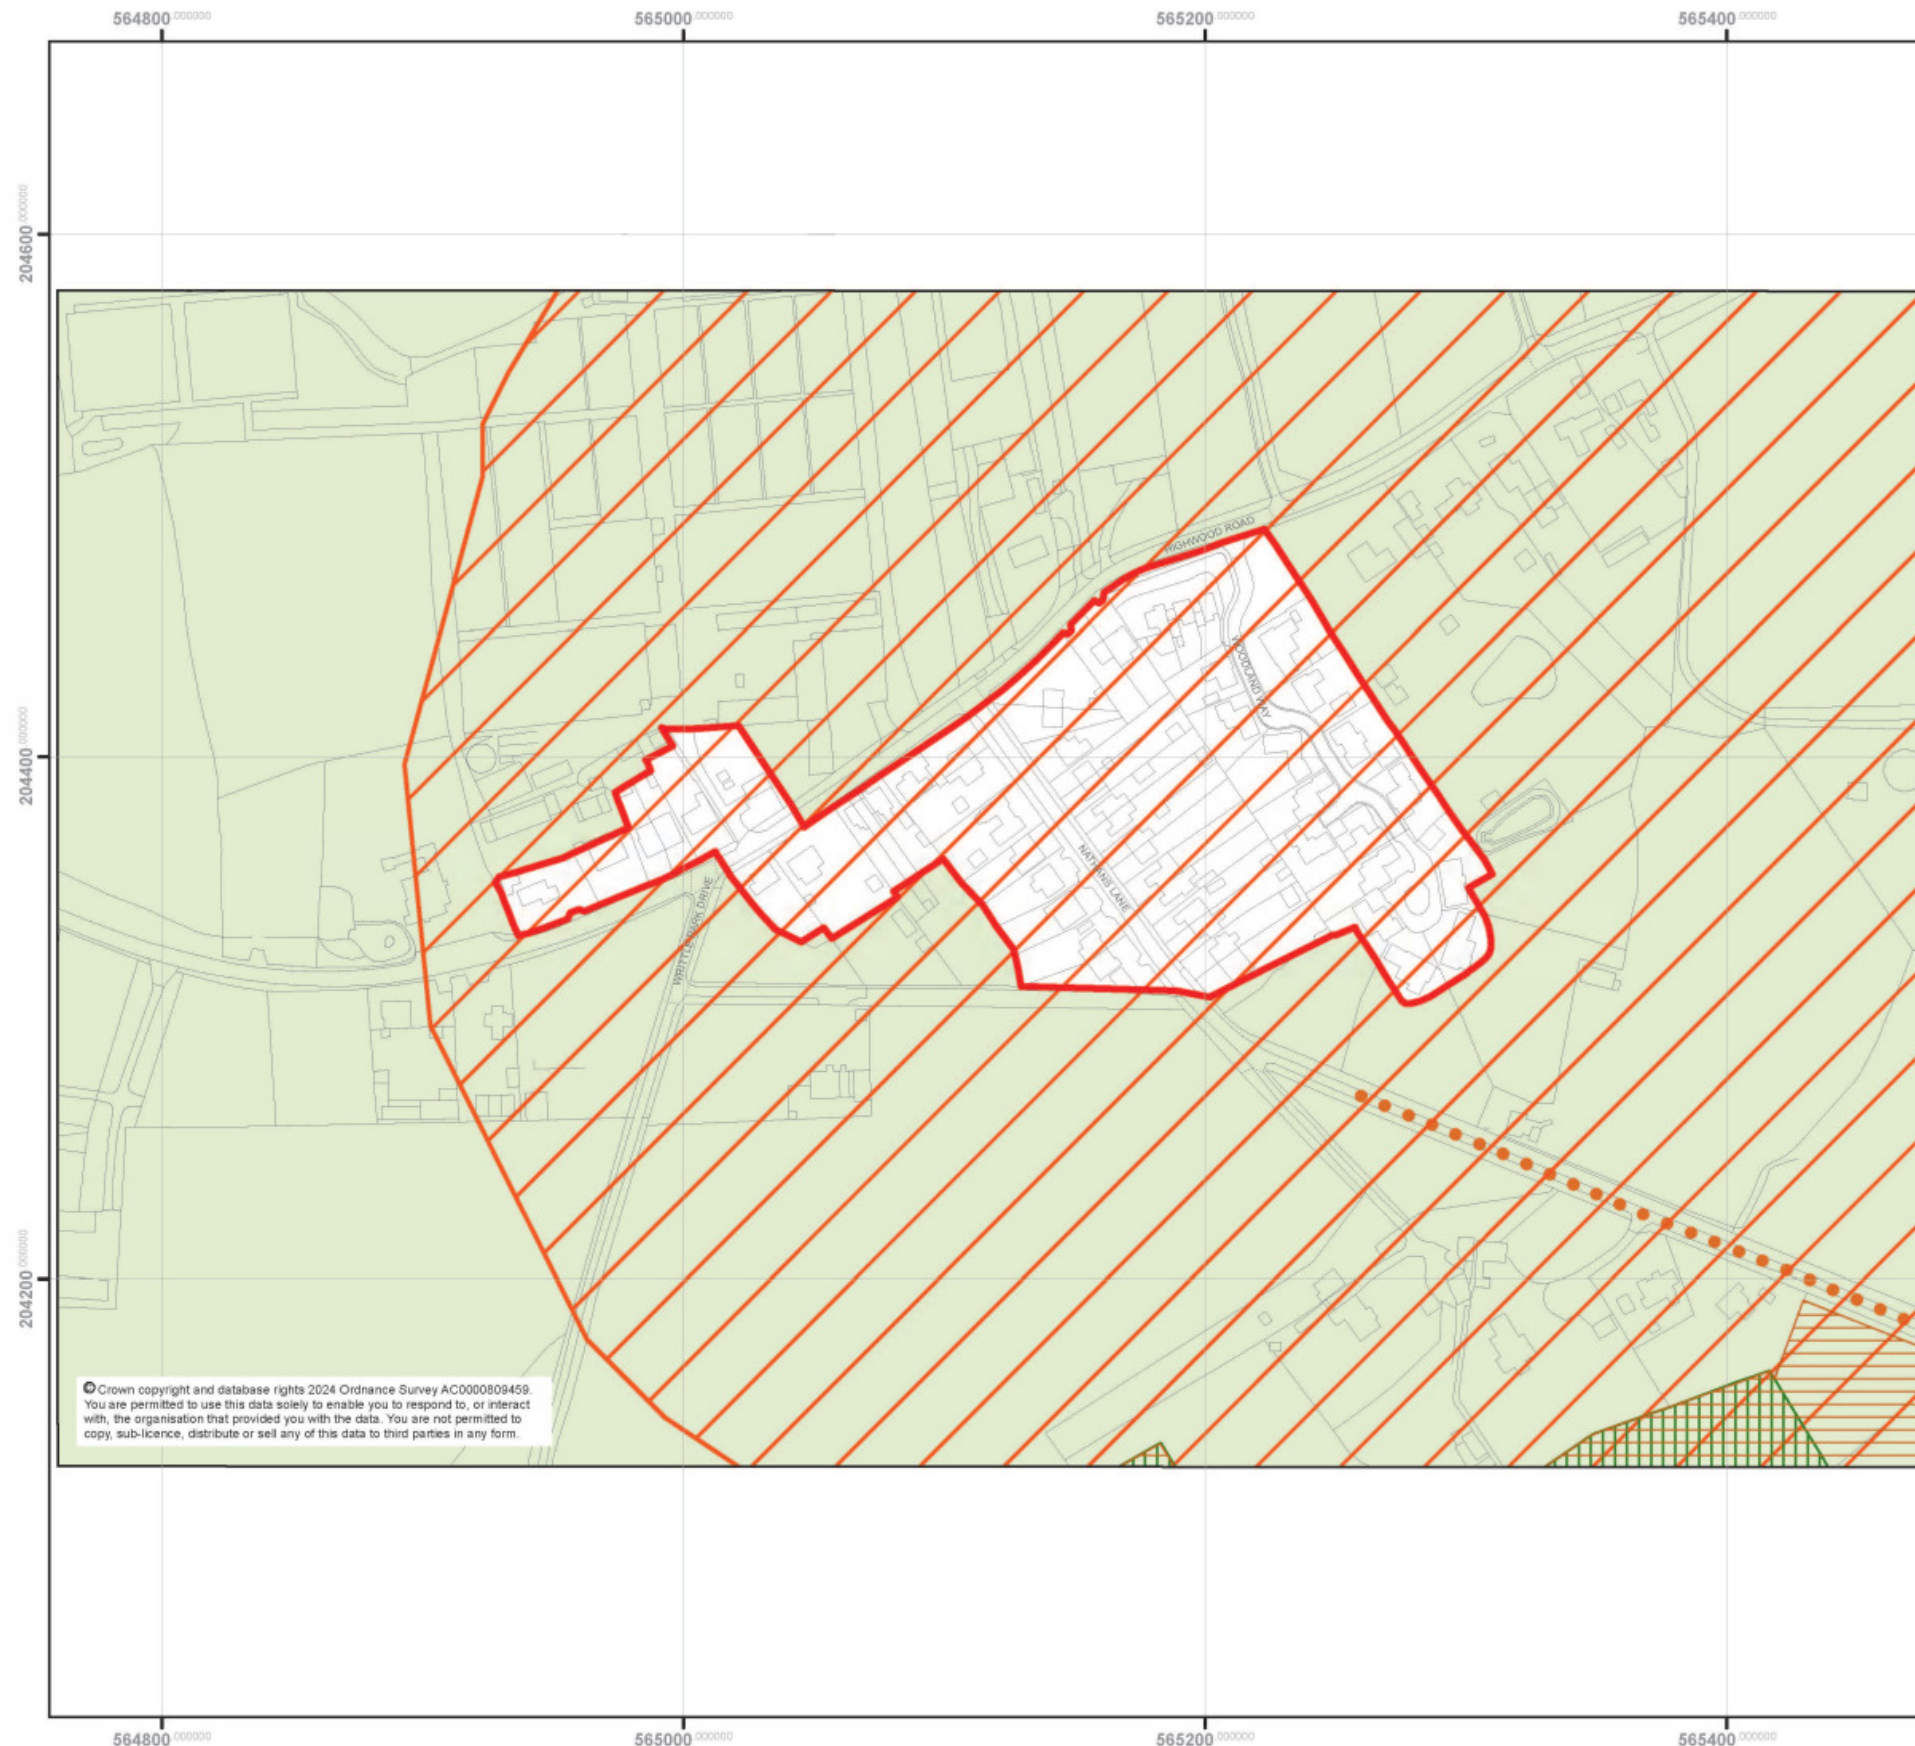 564800.000000 565000.000000 565200.000000 565400.000000
204600.000000
HIGHWOOD ROAD
WOODLAND WAY
204400.000000
NATHANS LANE
WRITTLE PARK DRIVE
204200.000000
© Crown copyright and database rights 2024 Ordnance Survey AC0000809459.
You are permitted to use this data solely to enable you to respond to, or interact
with, the organisation that provided you with the data. You are not permitted to
copy, sub-licence, distribute or sell any of this data to third parties in any form.
564800.000000 565000.000000 565200.000000 565400.000000